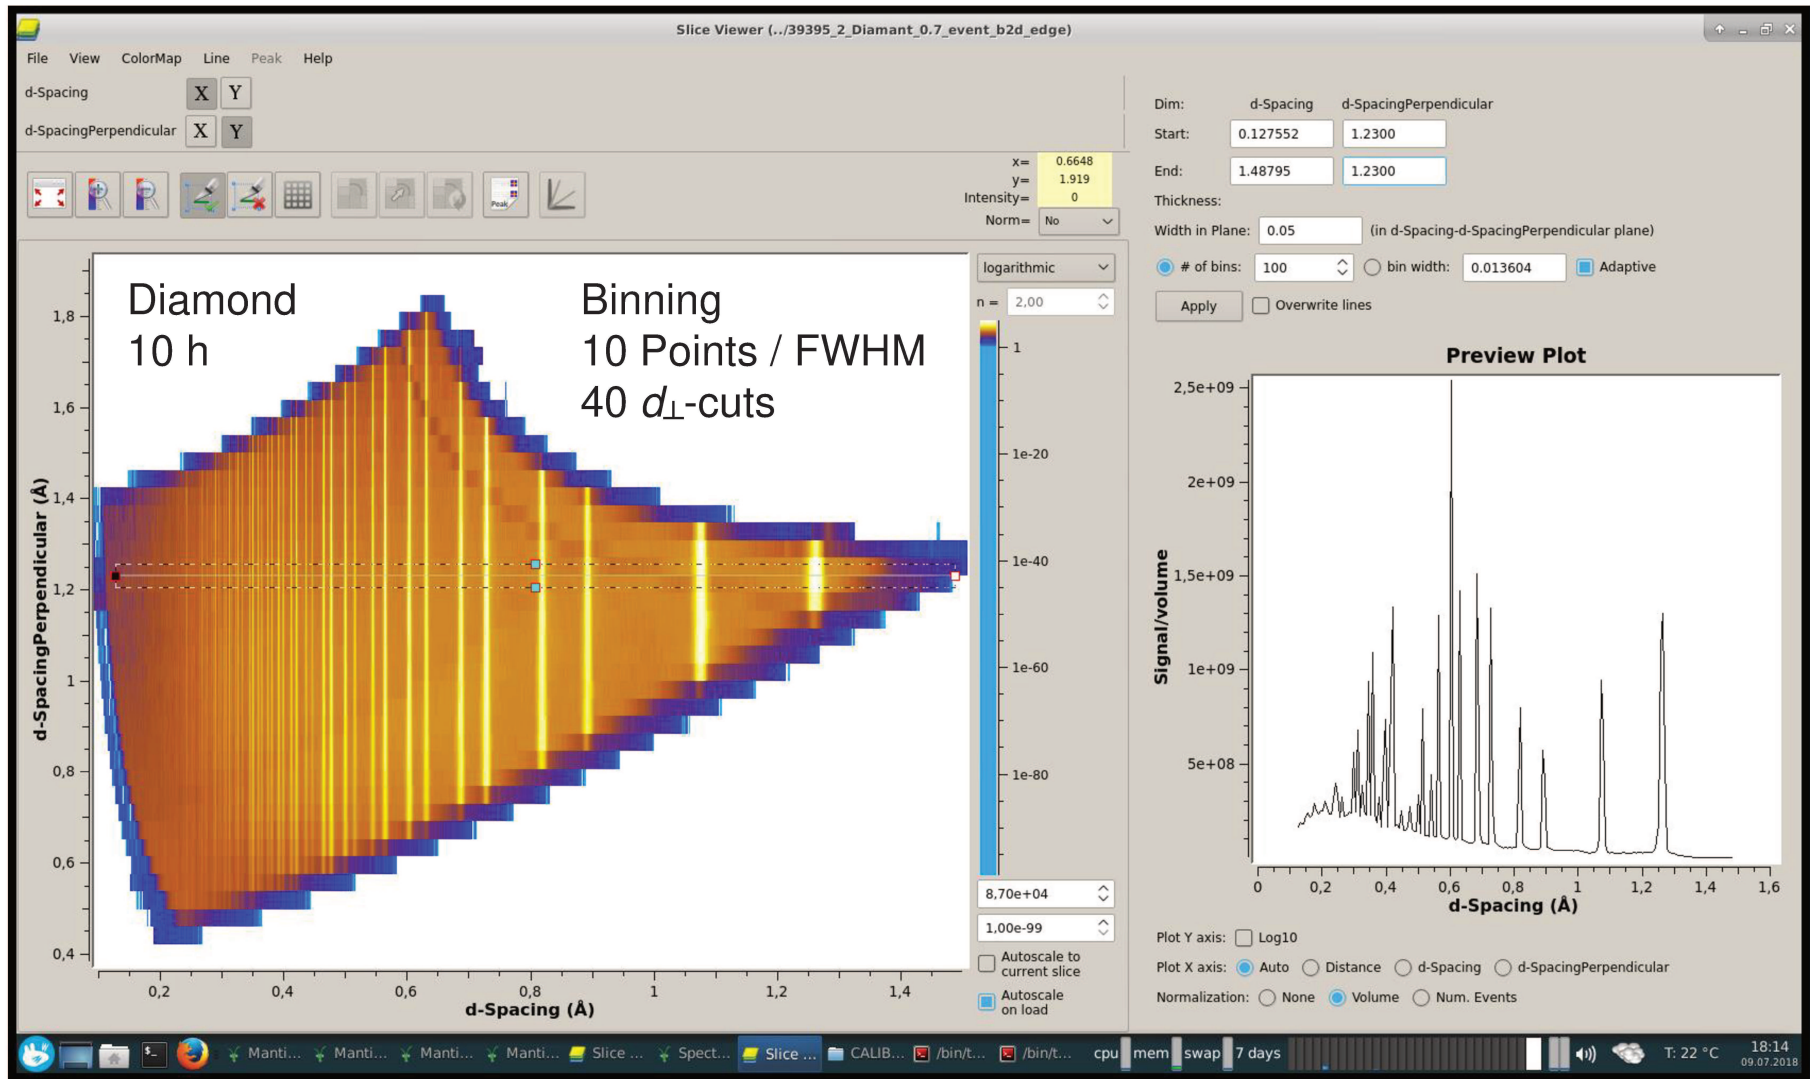 Slice Viewer (../39395_2_Diamant_0.7_event_b2d_edge)
File View ColorMap Line Peak Help
d-Spacing X Y
d-SpacingPerpendicular X Y
x= 0.6648
y= 1.919
Intensity= 0
Norm= No
Peak
Diamond
10 h
Binning
10 Points / FWHM
40 d⊥-cuts
d-SpacingPerpendicular (Å)
1,8
1,6
1,4
1,2
1
0,8
0,6
0,4
0,2 0,4 0,6 0,8 1 1,2 1,4
d-Spacing (Å)
logarithmic
n = 2,00
1
1e-20
1e-40
1e-60
1e-80
8,70e+04
1,00e-99
Autoscale to
current slice
Autoscale
on load
Dim: d-Spacing d-SpacingPerpendicular
Start: 0.127552 1.2300
End: 1.48795 1.2300
Thickness:
Width in Plane: 0.05 (in d-Spacing-d-SpacingPerpendicular plane)
# of bins: 100 bin width: 0.013604 Adaptive
Apply Overwrite lines
Preview Plot
Signal/volume
2,5e+09
2e+09
1,5e+09
1e+09
5e+08
0 0,2 0,4 0,6 0,8 1 1,2 1,4 1,6
d-Spacing (Å)
Plot Y axis: Log10
Plot X axis: Auto Distance d-Spacing d-SpacingPerpendicular
Normalization: None Volume Num. Events
Manti... Manti... Manti... Manti... Slice ... Spect... Slice ... CALIB... /bin/t... /bin/t... cpu mem swap 7 days T: 22 °C 18:14
09.07.2018